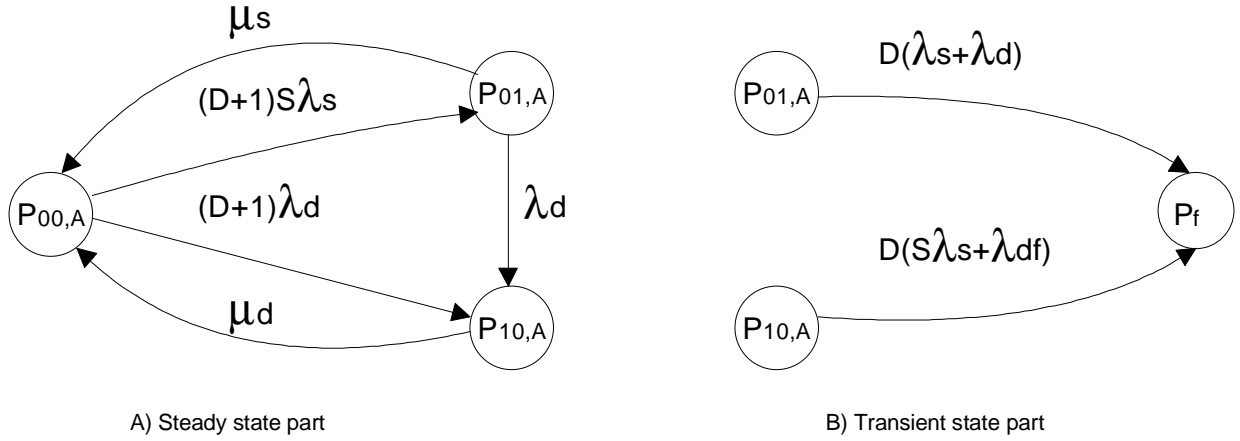 μs
(D+1)Sλs
P01,A
(D+1)λd
λd
P00,A
μd
P10,A
A) Steady state part
D(λs+λd)
P01,A
Pf
D(Sλs+λdf)
P10,A
B) Transient state part